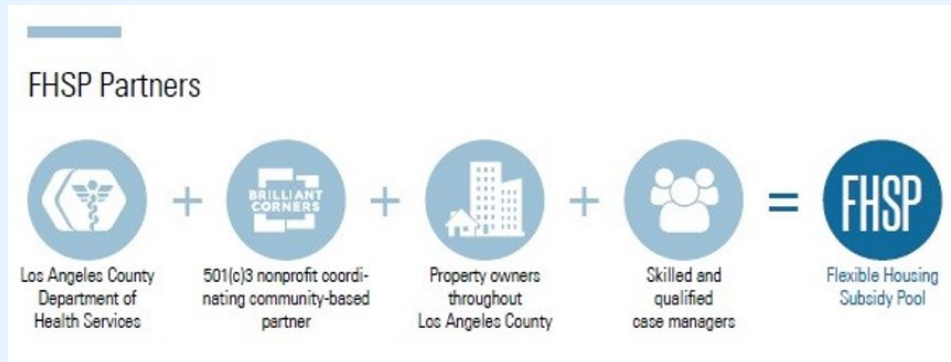 FHSP Partners
BRILLIANT
CORNERS
FHSP
Los Angeles County
Department of
Health Services
501(c)3 nonprofit coordi-
nating community-based
partner
Property owners
throughout
Los Angeles County
Skilled and
qualified
case managers
Flexible Housing
Subsidy Pool